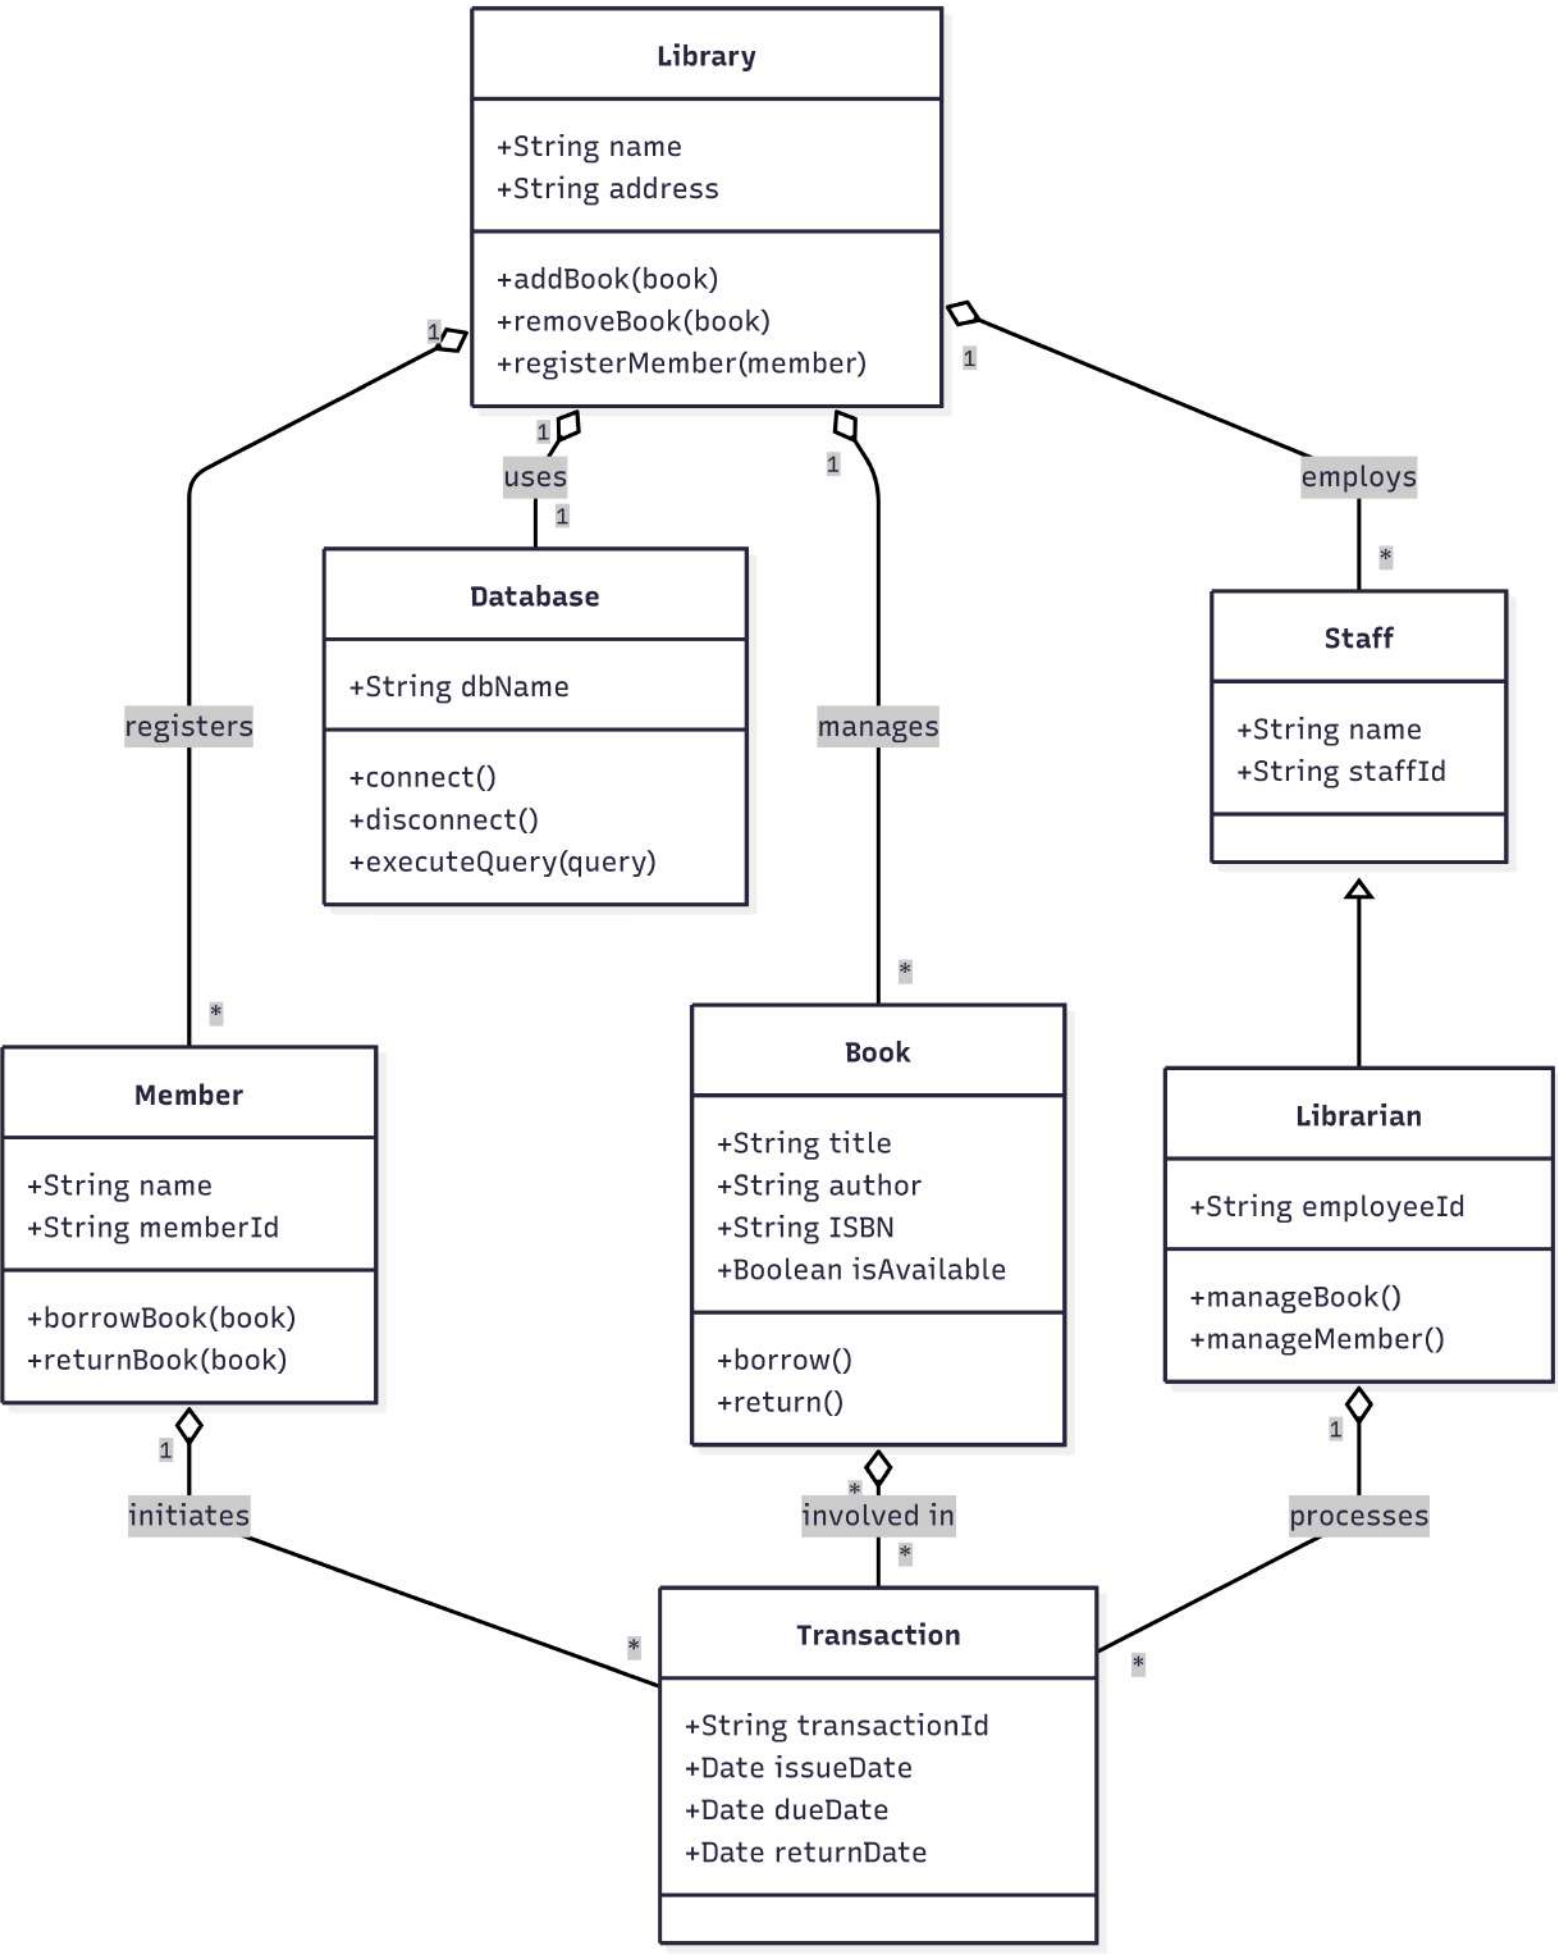 Library
+String name
+String address
+addBook(book)
+removeBook(book)
+registerMember(member)
1
1
1
1
uses
1
employs
*
registers
manages
Database
+String dbName
+connect()
+disconnect()
+executeQuery(query)
Staff
+String name
+String staffId
*
*
Member
+String name
+String memberId
+borrowBook(book)
+returnBook(book)
Book
+String title
+String author
+String ISBN
+Boolean isAvailable
+borrow()
+return()
Librarian
+String employeeId
+manageBook()
+manageMember()
1
initiates
*
involved in
*
1
processes
*
*
Transaction
+String transactionId
+Date issueDate
+Date dueDate
+Date returnDate